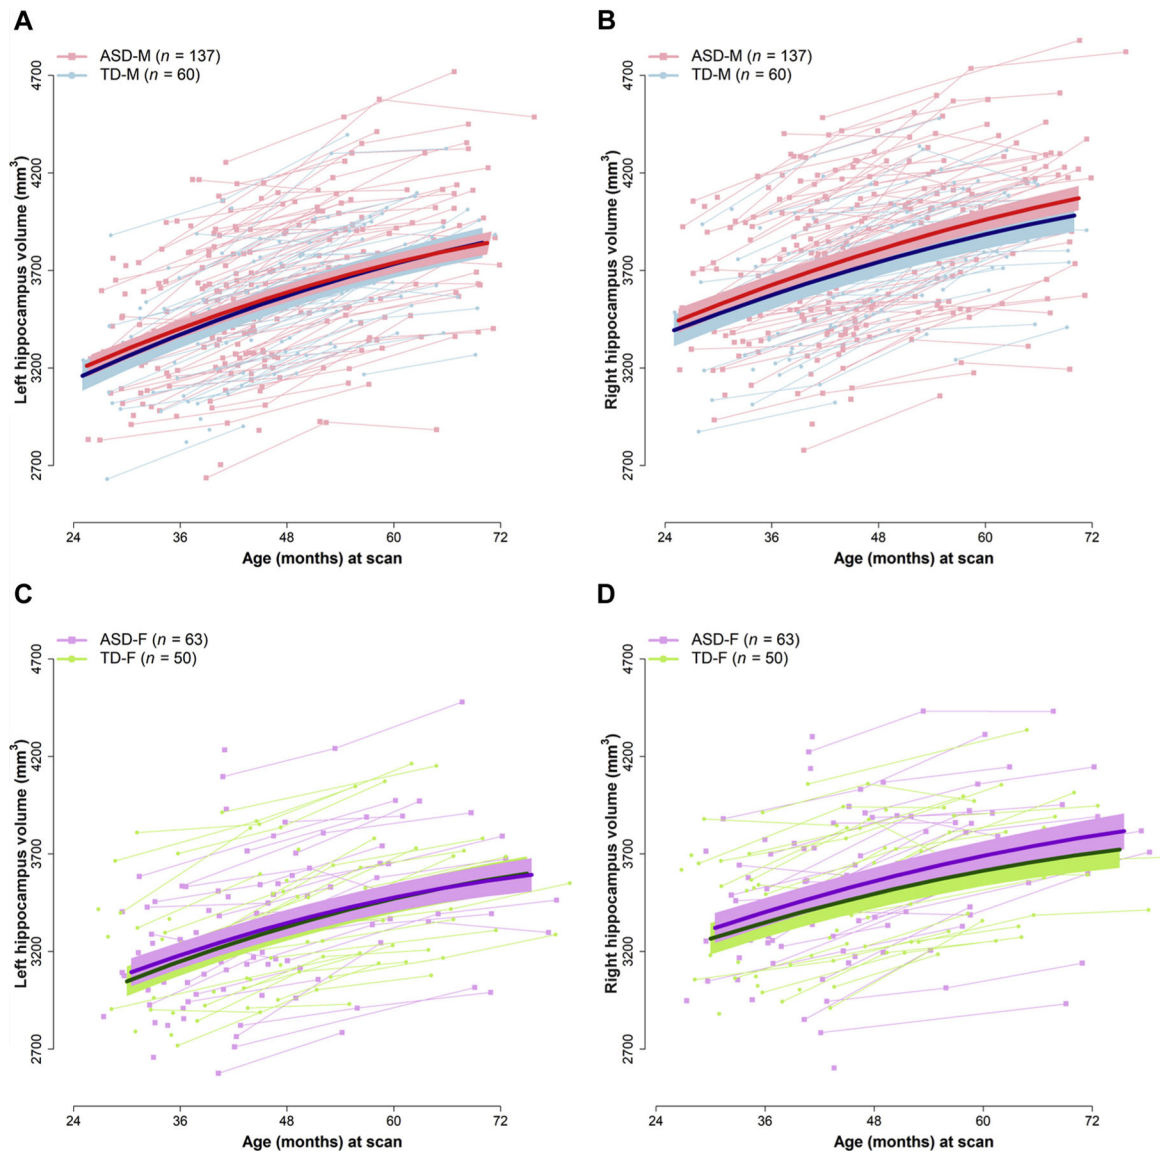 A
ASD-M (n = 137)
TD-M (n = 60)
4700
4200
3700
3200
2700
Left hippocampus volume (mm³)
24 36 48 60 72
Age (months) at scan
B
ASD-M (n = 137)
TD-M (n = 60)
4700
4200
3700
3200
2700
Right hippocampus volume (mm³)
24 36 48 60 72
Age (months) at scan
C
ASD-F (n = 63)
TD-F (n = 50)
4700
4200
3700
3200
2700
Left hippocampus volume (mm³)
24 36 48 60 72
Age (months) at scan
D
ASD-F (n = 63)
TD-F (n = 50)
4700
4200
3700
3200
2700
Right hippocampus volume (mm³)
24 36 48 60 72
Age (months) at scan